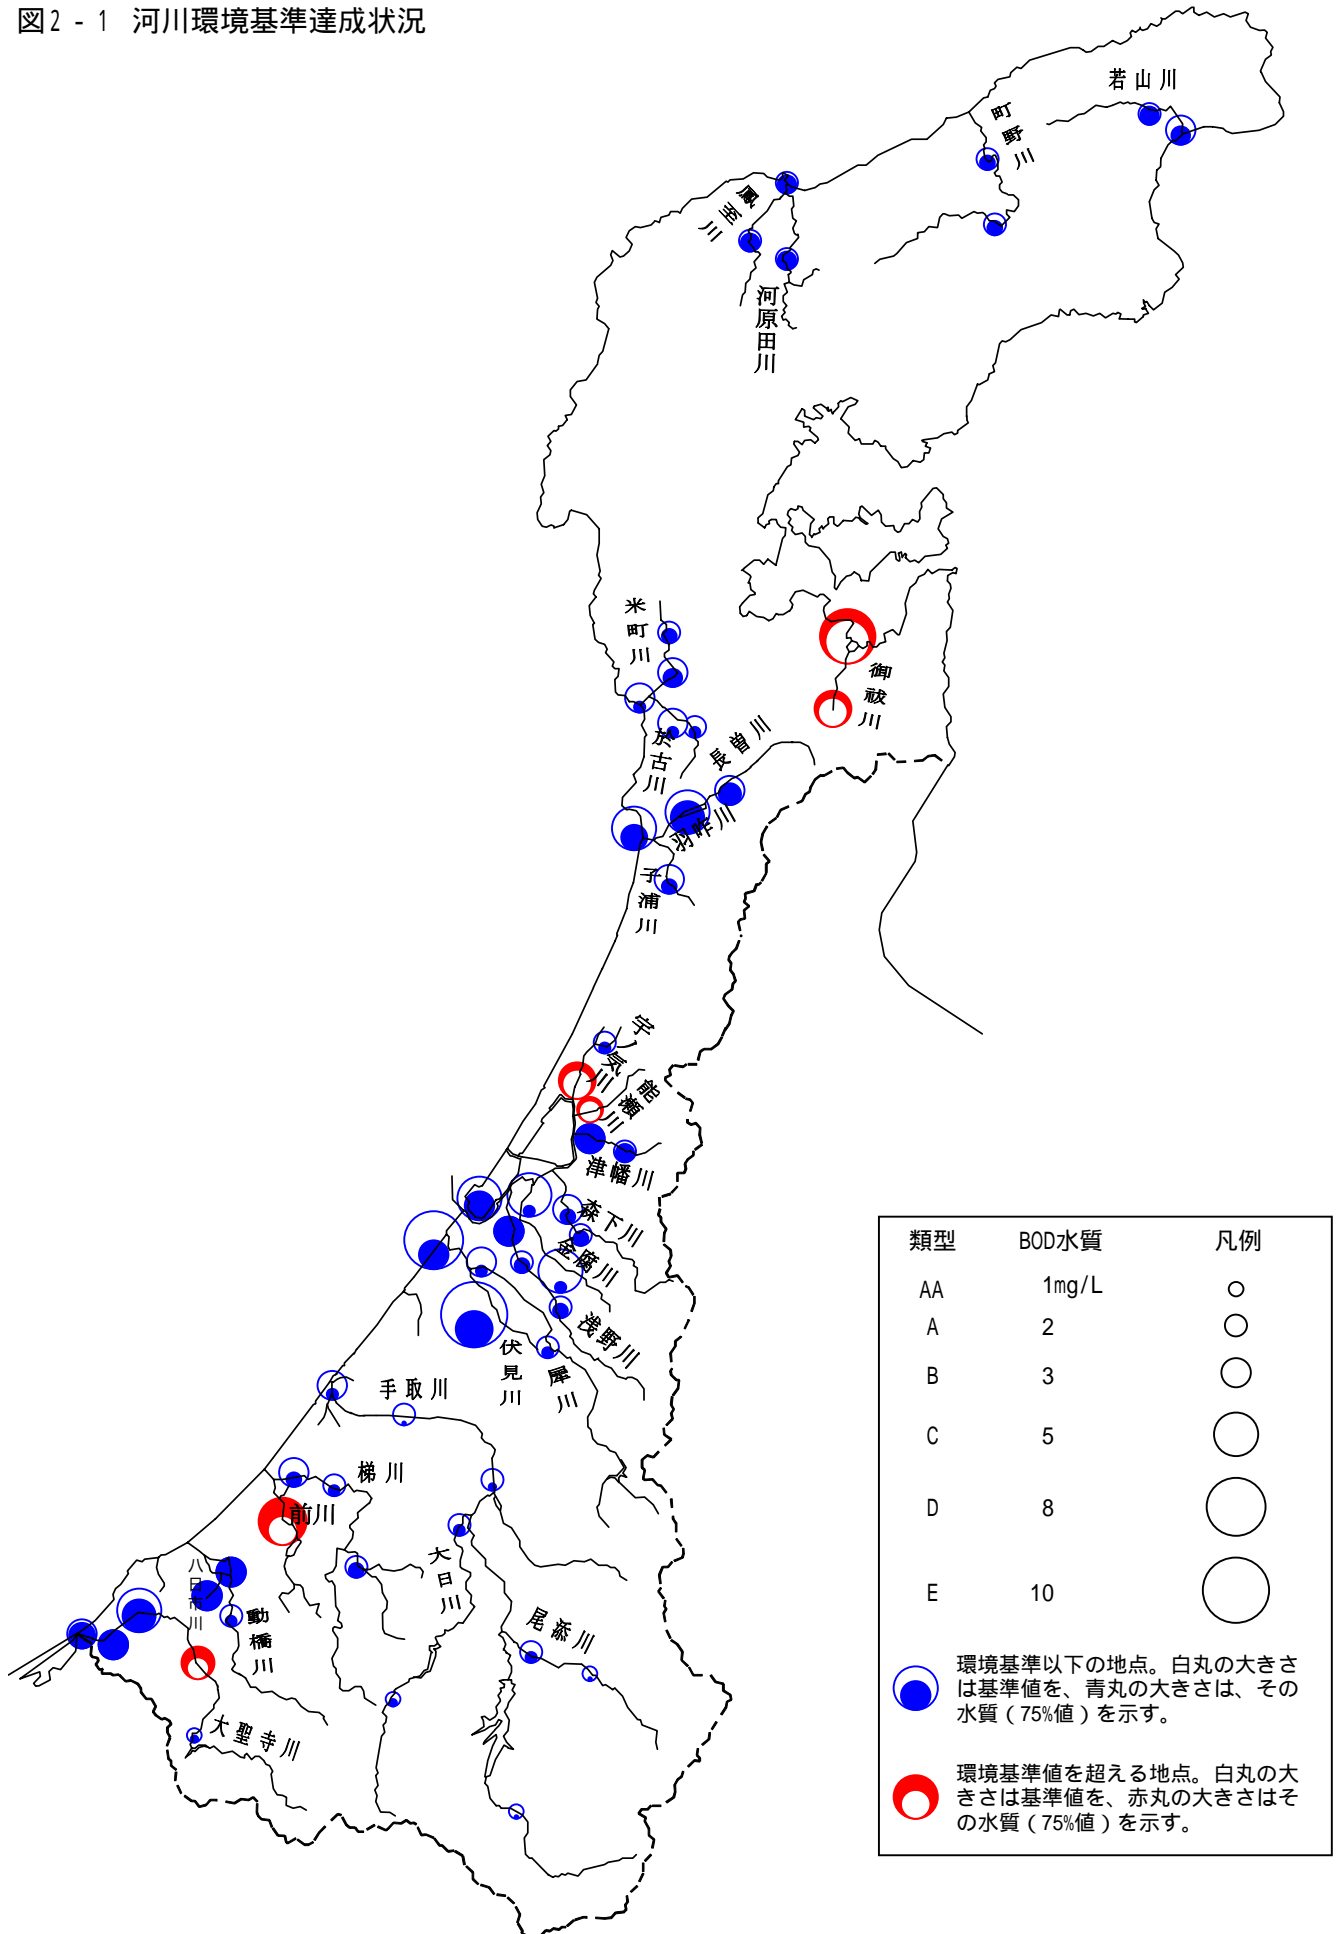 図2－1 河川環境基準達成状況
若山川
町野川
鳳至川
河原田川
米町川
御祓川
於古川
長曽川
羽咋川
子浦川
宇ノ気川
能瀬川
津幡川
森下川
金腐川
浅野川
伏見川
犀川
手取川
梯川
前川
大日川
八日市川
動橋川
尾添川
大聖寺川
類型 BOD水質 凡例
AA 1mg/L
A 2
B 3
C 5
D 8
E 10
環境基準以下の地点。白丸の大きさ
は基準値を、青丸の大きさは、その
水質（75%値）を示す。
環境基準値を超える地点。白丸の大
きさは基準値を、赤丸の大きさはそ
の水質（75%値）を示す。